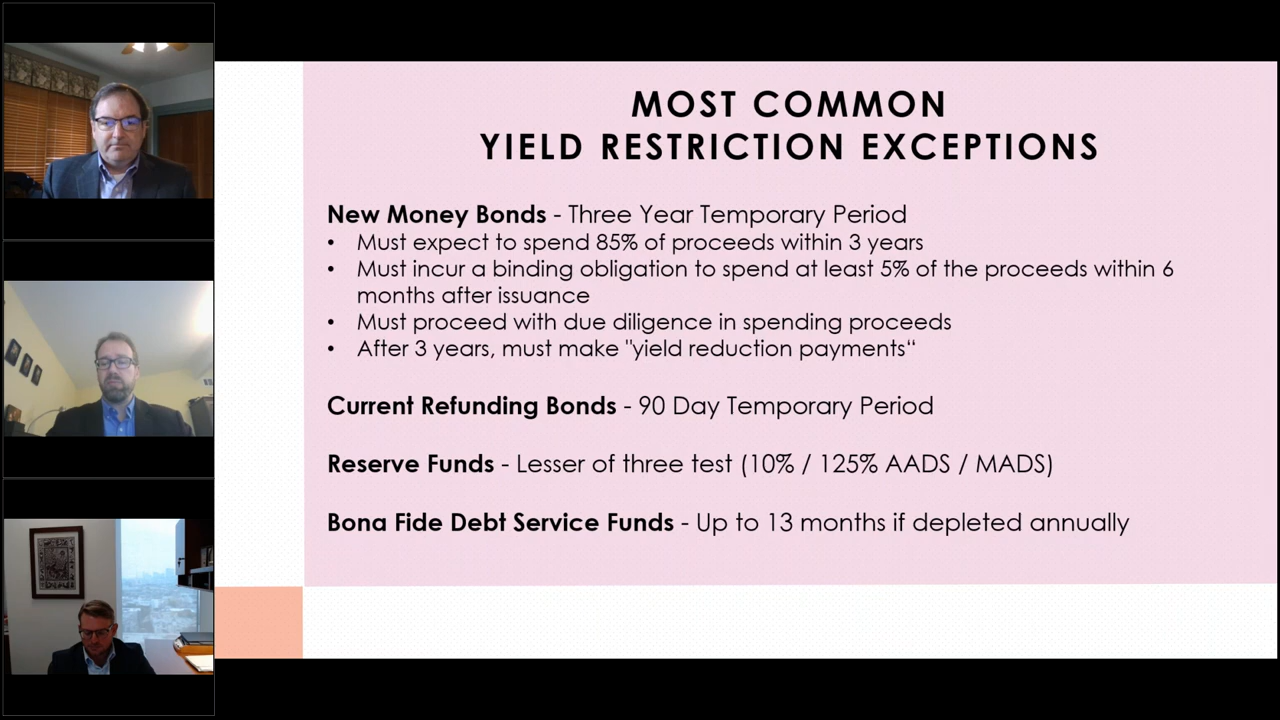 MOST COMMON
YIELD RESTRICTION EXCEPTIONS
New Money Bonds - Three Year Temporary Period
• Must expect to spend 85% of proceeds within 3 years
• Must incur a binding obligation to spend at least 5% of the proceeds within 6
months after issuance
• Must proceed with due diligence in spending proceeds
• After 3 years, must make "yield reduction payments“
Current Refunding Bonds - 90 Day Temporary Period
Reserve Funds - Lesser of three test (10% / 125% AADS / MADS)
Bona Fide Debt Service Funds - Up to 13 months if depleted annually